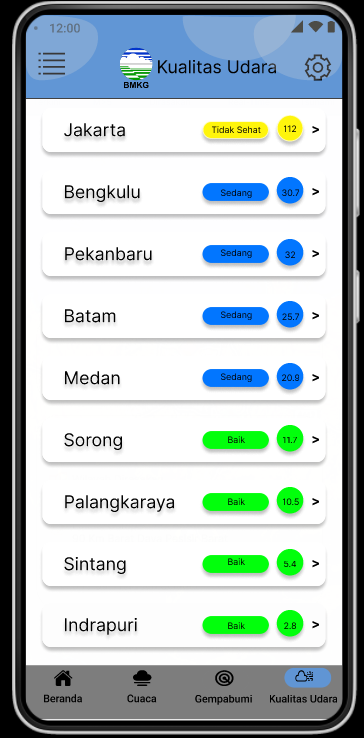 12:00
BMKG
Kualitas Udara
Jakarta Tidak Sehat 112 >
Bengkulu Sedang 30.7 >
Pekanbaru Sedang 32 >
Batam Sedang 25.7 >
Medan Sedang 20.9 >
Sorong Baik 11.7 >
Palangkaraya Baik 10.5 >
Sintang Baik 5.4 >
Indrapuri Baik 2.8 >
Beranda Cuaca Gempabumi Kualitas Udara